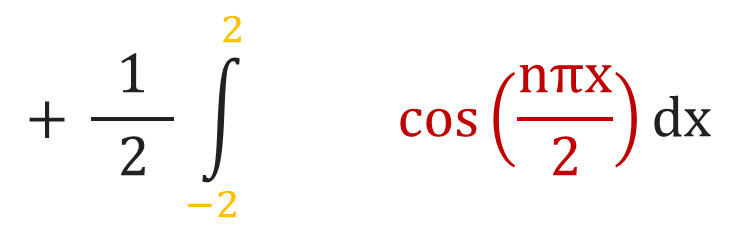 + 1/2 ∫_{-2}^{2} cos(nπx/2) dx